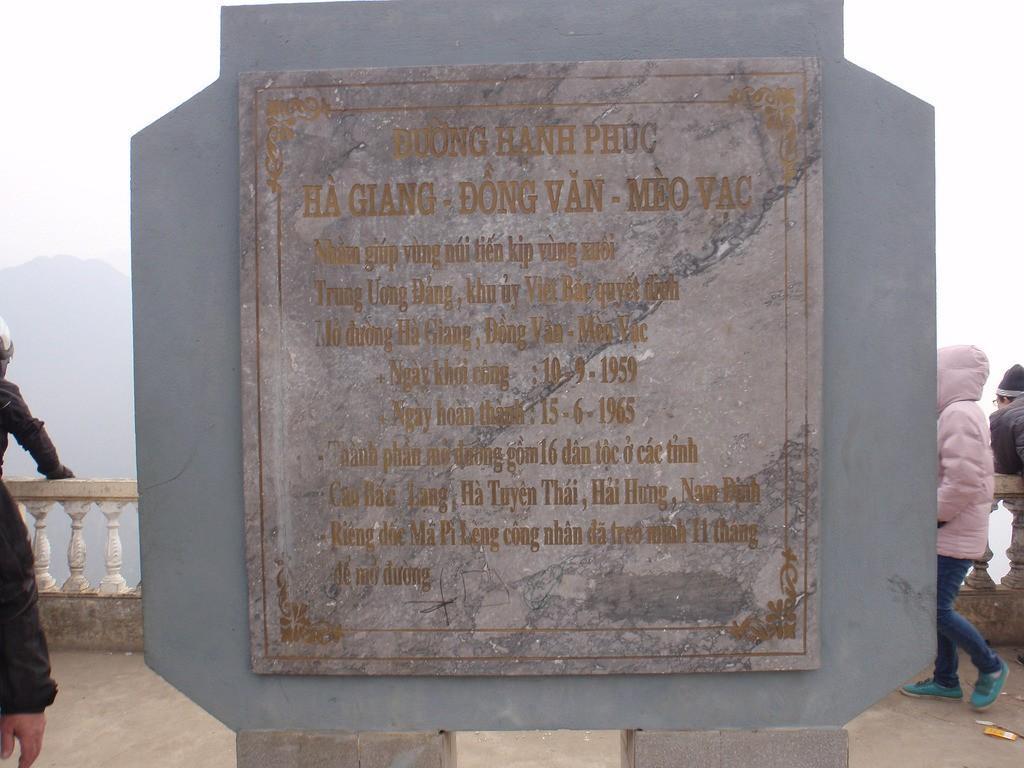 ĐƯỜNG HẠNH PHÚC
HÀ GIANG - ĐỒNG VĂN - MÈO VẠC
Nhằm giúp vùng núi tiến kịp vùng xuôi
Trung Ương Đảng , khu ủy Việt Bắc quyết định
Mở đường Hà Giang , Đồng Văn - Mèo Vạc
+ Ngày khởi công : 10 - 9 - 1959
+ Ngày hoàn thành : 15 - 6 - 1965
- Thành phần mở đường gồm 16 dân tộc ở các tỉnh
Cao Bắc Lạng , Hà Tuyên Thái , Hải Hưng , Nam Định
- Riêng dốc Mã Pì Lèng công nhân đã treo mình 11 tháng
để mở đường